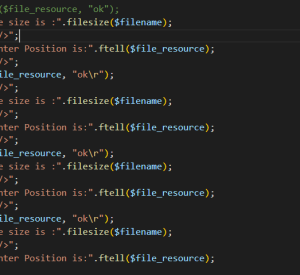 ($file_resource, "ok");
e size is :".filesize($filename);
/>";
nter Position is:".ftell($file_resource);
/>";
ile_resource, "ok\r");
/>";
e size is :".filesize($filename);
/>";
nter Position is:".ftell($file_resource);
/>";
ile_resource, "ok\r");
e size is :".filesize($filename);
/>";
nter Position is:".ftell($file_resource);
/>";
ile_resource, "ok\r");
e size is :".filesize($filename);
/>";
nter Position is:".ftell($file_resource);